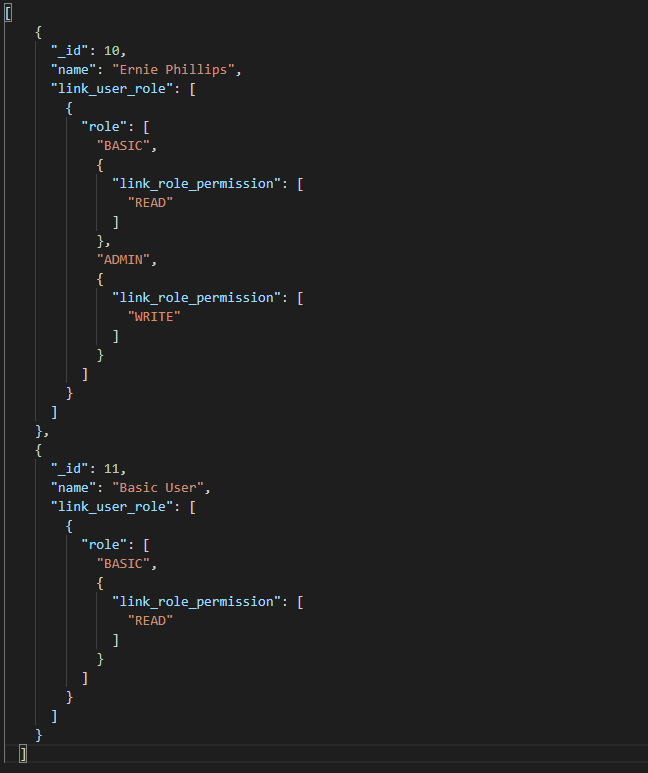 [
    {
      "_id": 10,
      "name": "Ernie Phillips",
      "link_user_role": [
        {
          "role": [
            "BASIC",
            {
              "link_role_permission": [
                "READ"
              ]
            },
            "ADMIN",
            {
              "link_role_permission": [
                "WRITE"
              ]
            }
          ]
        }
      ]
    },
    {
      "_id": 11,
      "name": "Basic User",
      "link_user_role": [
        {
          "role": [
            "BASIC",
            {
              "link_role_permission": [
                "READ"
              ]
            }
          ]
        }
      ]
    }
  ]